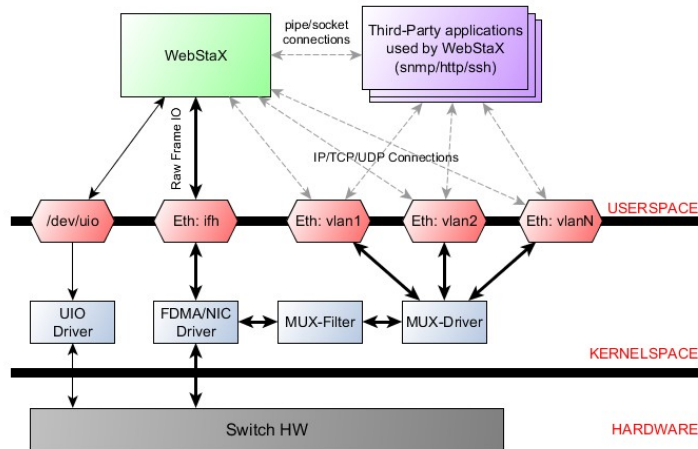 pipe/socket
connections
Third-Party applications
used by WebStaX
(snmp/http/ssh)
WebStaX
Raw Frame IO
IP/TCP/UDP Connections
/dev/uio
Eth: ifh
Eth: vlan1
Eth: vlan2
Eth: vlanN
USERSPACE
UIO
Driver
FDMA/NIC
Driver
MUX-Filter
MUX-Driver
KERNELSPACE
Switch HW
HARDWARE